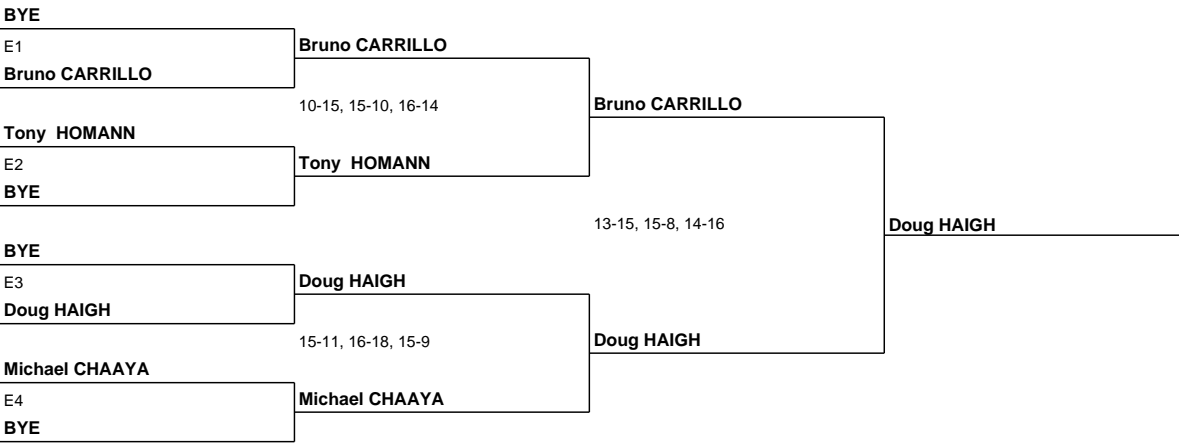 BYE
E1
Bruno CARRILLO
Bruno CARRILLO
10-15, 15-10, 16-14
Bruno CARRILLO
Tony  HOMANN
E2
Tony  HOMANN
BYE
13-15, 15-8, 14-16
Doug HAIGH
BYE
E3
Doug HAIGH
Doug HAIGH
15-11, 16-18, 15-9
Doug HAIGH
Michael CHAAYA
E4
Michael CHAAYA
BYE